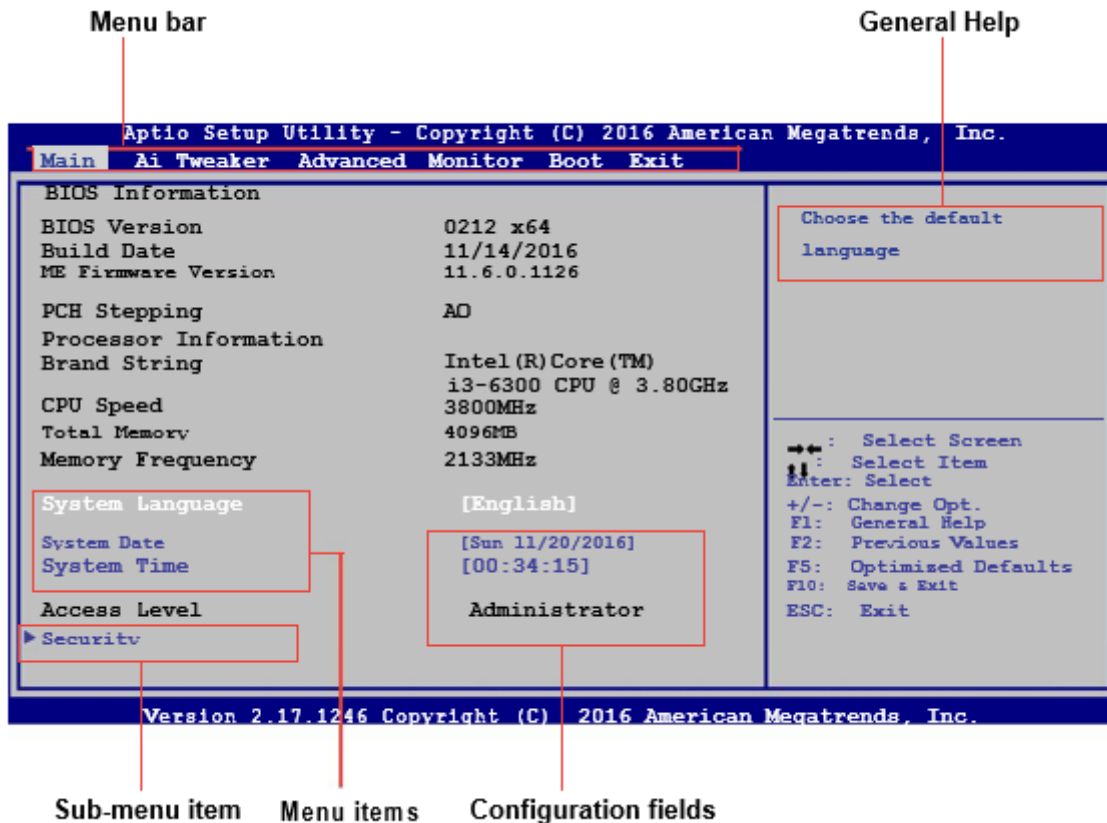 Menu bar
General Help
Aptio Setup Utility - Copyright (C) 2016 American Megatrends, Inc.
Main Ai Tweaker Advanced Monitor Boot Exit
BIOS Information
BIOS Version 0212 x64
Build Date 11/14/2016
ME Firmware Version 11.6.0.1126
PCH Stepping AO
Processor Information
Brand String Intel(R)Core(TM)
i3-6300 CPU @ 3.80GHz
CPU Speed 3800MHz
Total Memory 4096MB
Memory Frequency 2133MHz
System Language [English]
System Date [Sun 11/20/2016]
System Time [00:34:15]
Access Level Administrator
Security
Choose the default
language
→←: Select Screen
↑↓: Select Item
Enter: Select
+/-: Change Opt.
F1: General Help
F2: Previous Values
F5: Optimized Defaults
F10: Save & Exit
ESC: Exit
Version 2.17.1246 Copyright (C) 2016 American Megatrends, Inc.
Sub-menu item
Menu items
Configuration fields